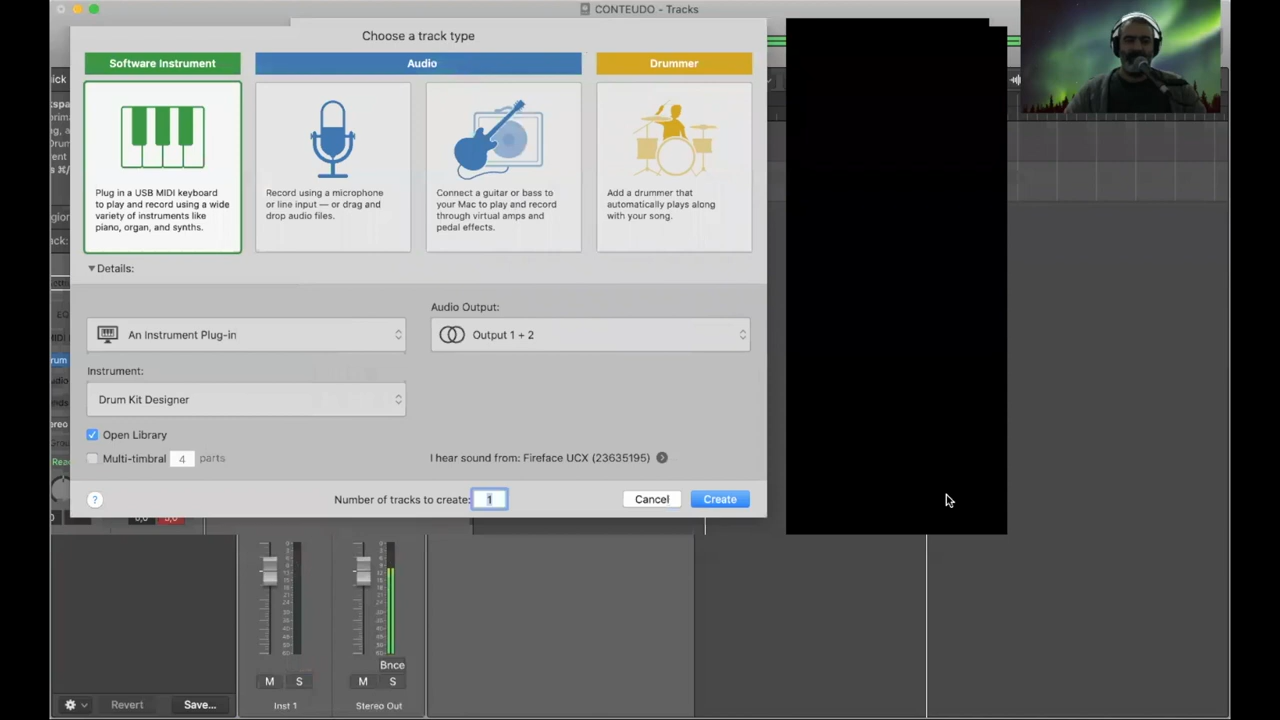 CONTEUDO - Tracks
Choose a track type
Software Instrument
Audio
Drummer
Plug in a USB MIDI keyboard
to play and record using a wide
variety of instruments like
piano, organ, and synths.
Record using a microphone
or line input — or drag and
drop audio files.
Connect a guitar or bass to
your Mac to play and record
through virtual amps and
pedal effects.
Add a drummer that
automatically plays along
with your song.
Details:
Audio Output:
An Instrument Plug-in
Output 1 + 2
Instrument:
Drum Kit Designer
Open Library
Multi-timbral 4 parts
I hear sound from: Fireface UCX (23635195)
?
Number of tracks to create: 1
Cancel
Create
Bnce
M S
M S
Revert
Save...
Inst 1
Stereo Out